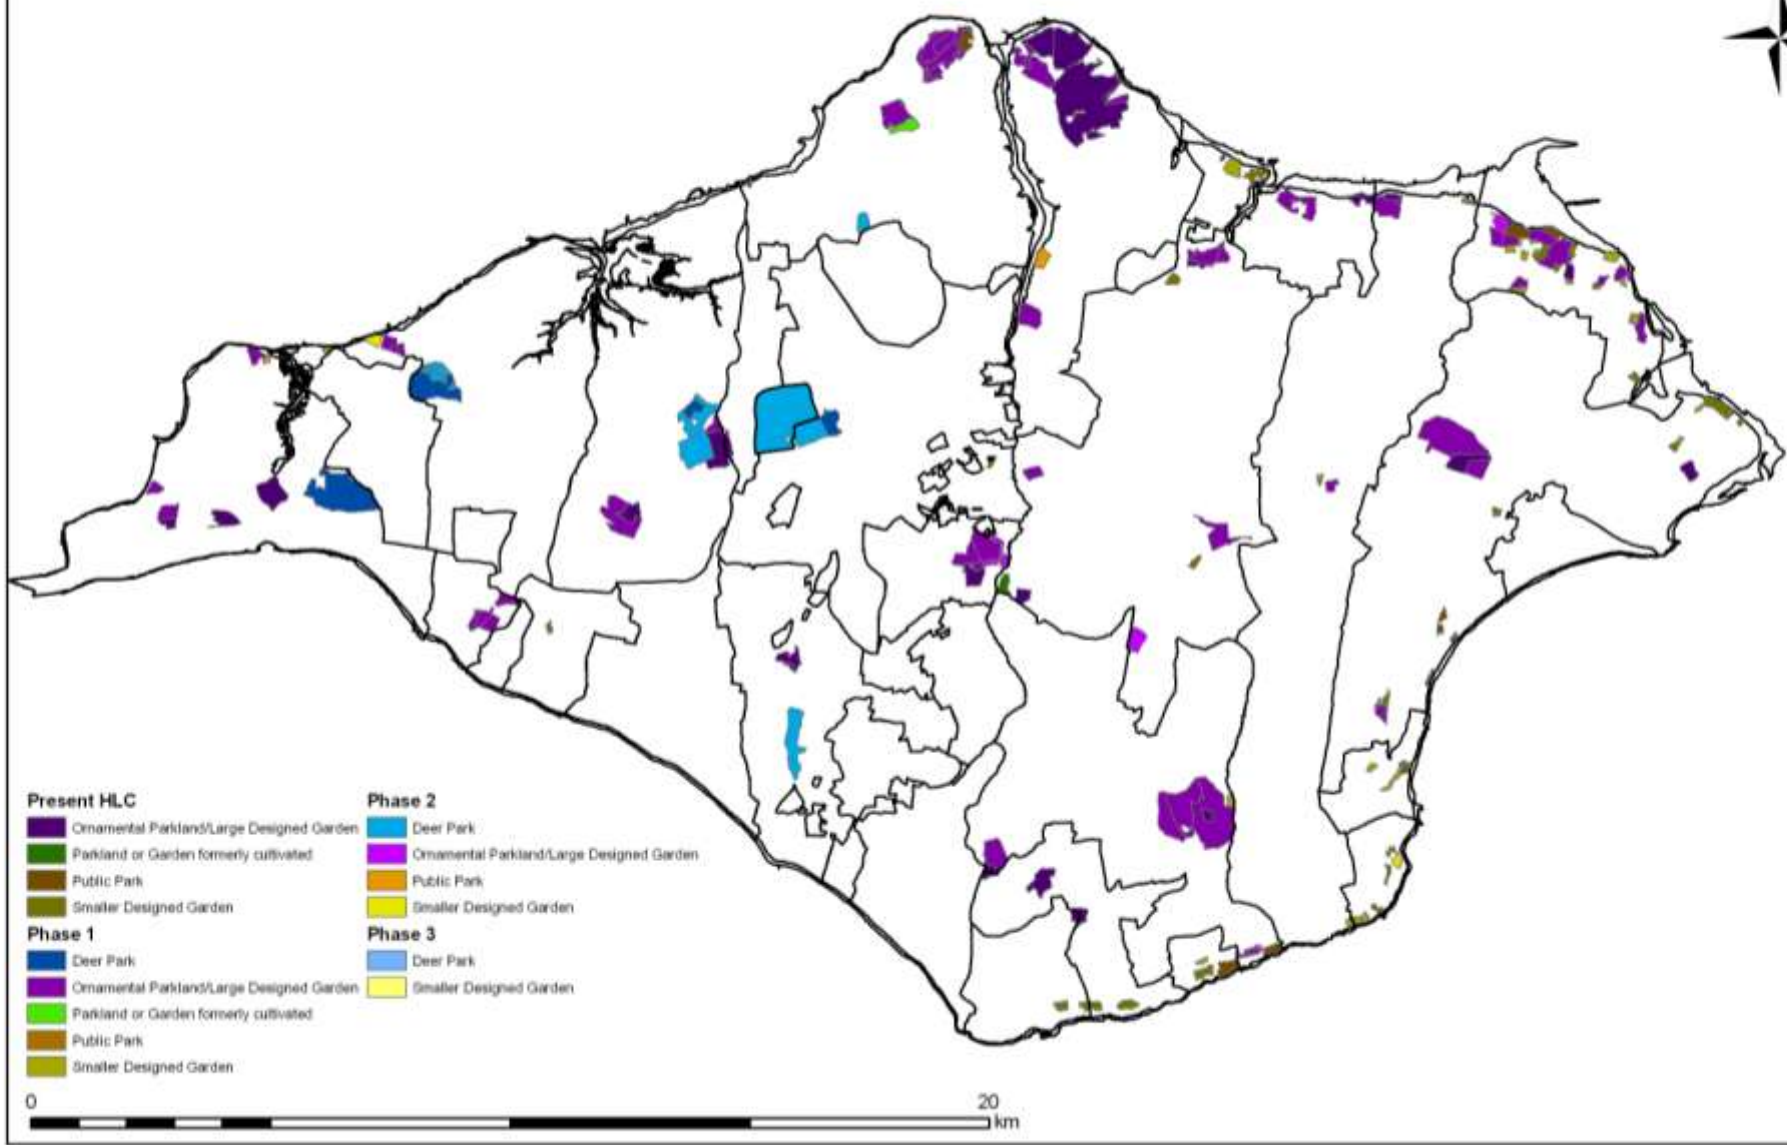 Present HLC
Ornamental Parkland/Large Designed Garden
Parkland or Garden formerly cultivated
Public Park
Smaller Designed Garden
Phase 1
Deer Park
Ornamental Parkland/Large Designed Garden
Parkland or Garden formerly cultivated
Public Park
Smaller Designed Garden
Phase 2
Deer Park
Ornamental Parkland/Large Designed Garden
Public Park
Smaller Designed Garden
Phase 3
Deer Park
Smaller Designed Garden
0 20
km